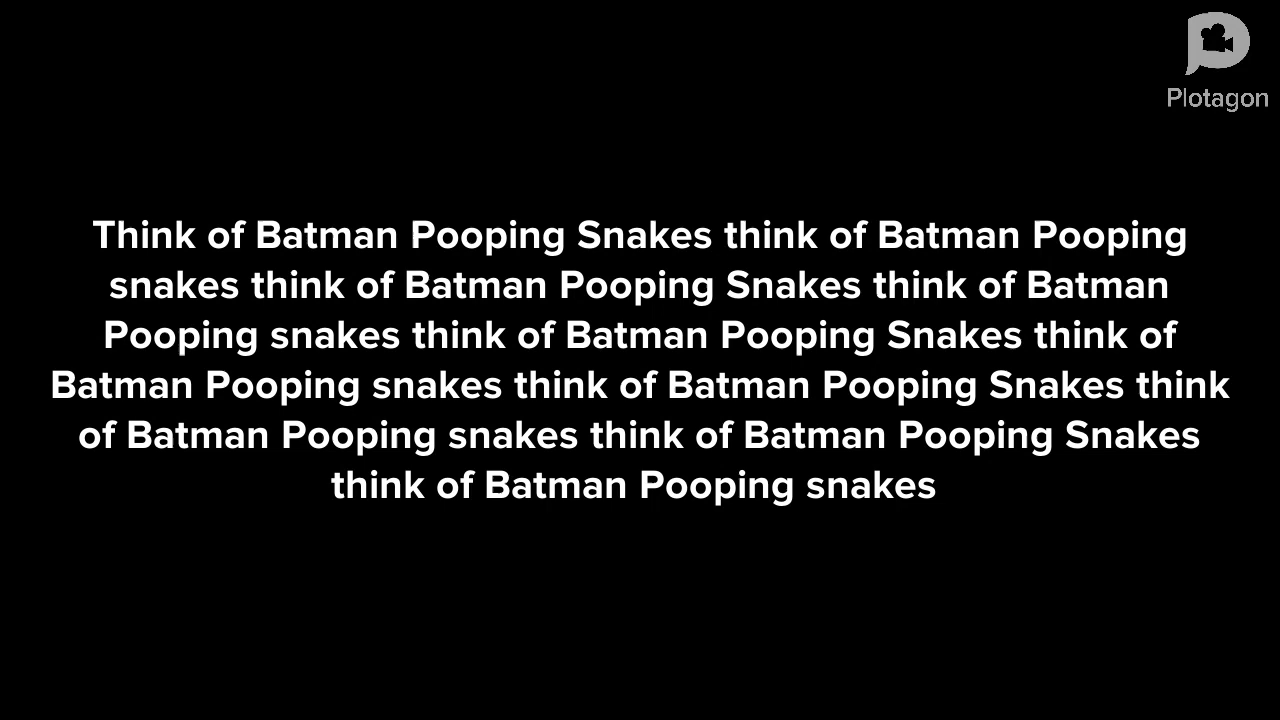 Plotagon
Think of Batman Pooping Snakes think of Batman Pooping
snakes think of Batman Pooping Snakes think of Batman
Pooping snakes think of Batman Pooping Snakes think of
Batman Pooping snakes think of Batman Pooping Snakes think
of Batman Pooping snakes think of Batman Pooping Snakes
think of Batman Pooping snakes